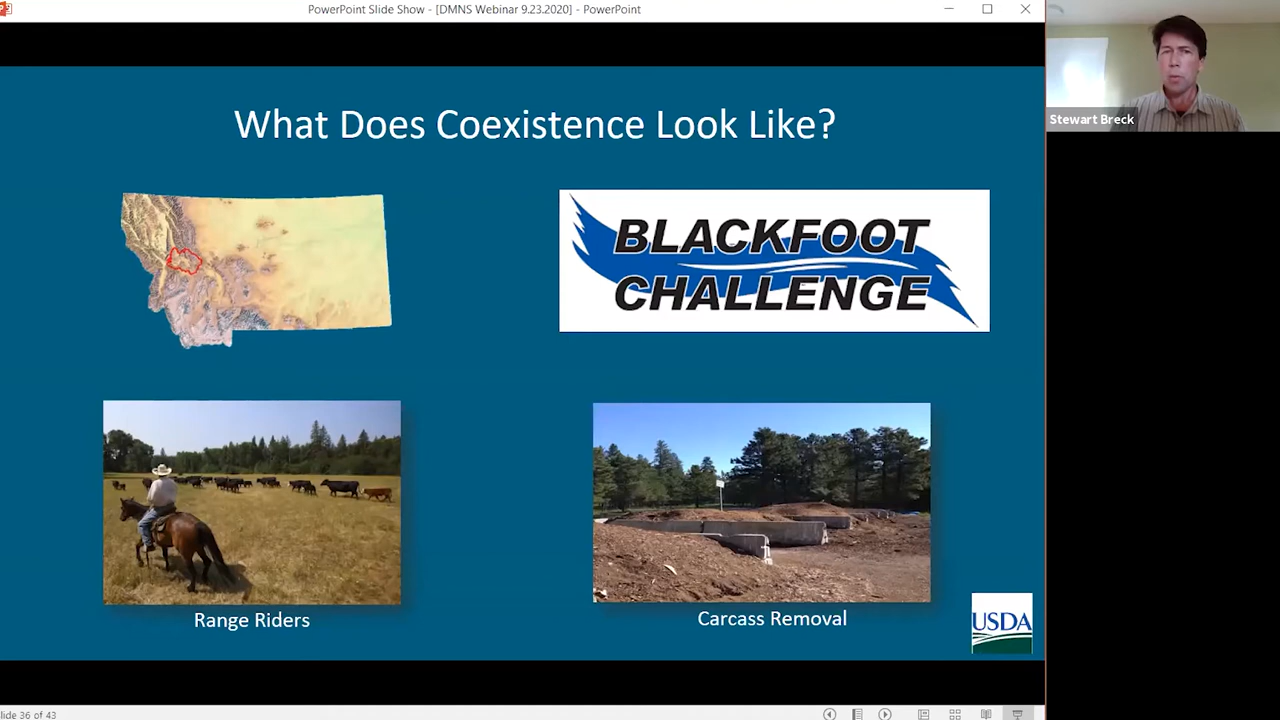 PowerPoint Slide Show - [DMNS Webinar 9.23.2020] - PowerPoint
What Does Coexistence Look Like?
BLACKFOOT
CHALLENGE
Range Riders
Carcass Removal
USDA
Stewart Breck
lide 36 of 43